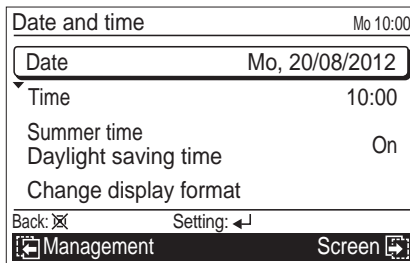 Date and time Mo 10:00
Date Mo, 20/08/2012
Time 10:00
Summer time
Daylight saving time On
Change display format
Back: Setting:
Management Screen